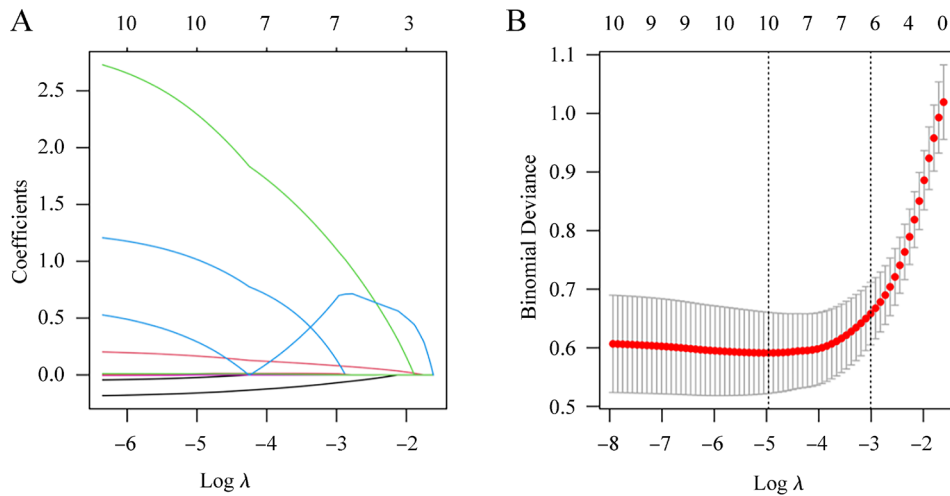 A
10 10 7 7 3
2.5
2.0
1.5
1.0
0.5
0.0
Coefficients
−6 −5 −4 −3 −2
Log λ
B
10 9 9 10 10 7 7 6 4 0
1.1
1.0
0.9
0.8
0.7
0.6
0.5
Binomial Deviance
−8 −7 −6 −5 −4 −3 −2
Log λ